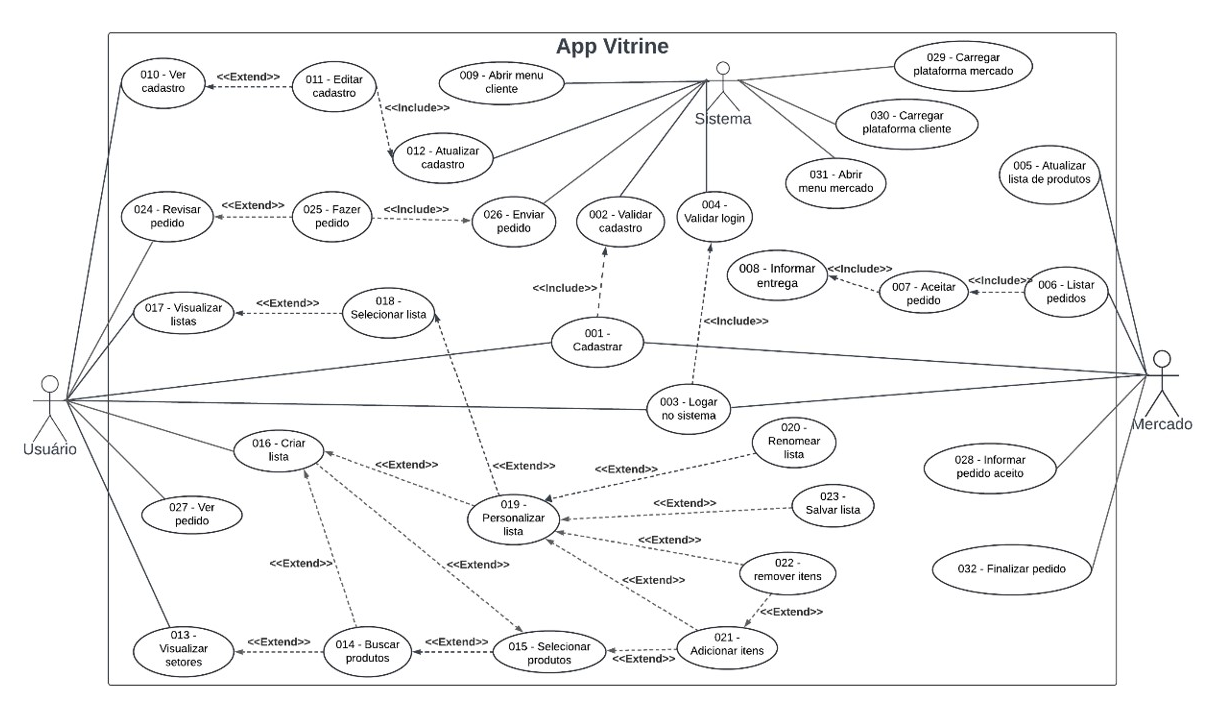 App Vitrine
010 - Ver
cadastro
<<Extend>>
011 - Editar
cadastro
<<Include>>
012 - Atualizar
cadastro
009 - Abrir menu
cliente
Sistema
029 - Carregar
plataforma mercado
030 - Carregar
plataforma cliente
031 - Abrir
menu mercado
005 - Atualizar
lista de produtos
024 - Revisar
pedido
<<Extend>>
025 - Fazer
pedido
<<Include>>
026 - Enviar
pedido
002 - Validar
cadastro
004 -
Validar login
008 - Informar
entrega
<<Include>>
007 - Aceitar
pedido
<<Include>>
006 - Listar
pedidos
017 - Visualizar
listas
<<Extend>>
018 -
Selecionar lista
<<Include>>
001 -
Cadastrar
<<Include>>
003 - Logar
no sistema
Usuário
Mercado
016 - Criar
lista
<<Extend>>
<<Extend>>
<<Extend>>
020 -
Renomear
lista
028 - Informar
pedido aceito
027 - Ver
pedido
019 -
Personalizar
lista
<<Extend>>
023 -
Salvar lista
<<Extend>>
<<Extend>>
<<Extend>>
<<Extend>>
022 -
remover itens
032 - Finalizar pedido
<<Extend>>
013 -
Visualizar
setores
<<Extend>>
014 - Buscar
produtos
<<Extend>>
015 - Selecionar
produtos
<<Extend>>
021 -
Adicionar itens